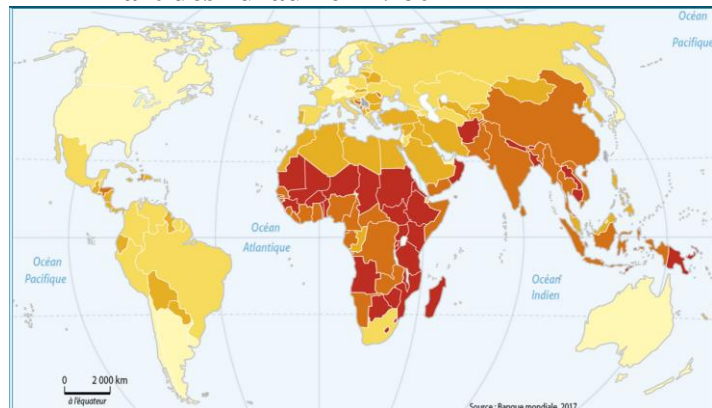 Océan
Pacifique
Océan
Atlantique
Océan
Pacifique
Océan
Indien
0 2 000 km
à l'équateur
Source : Banque mondiale, 2017